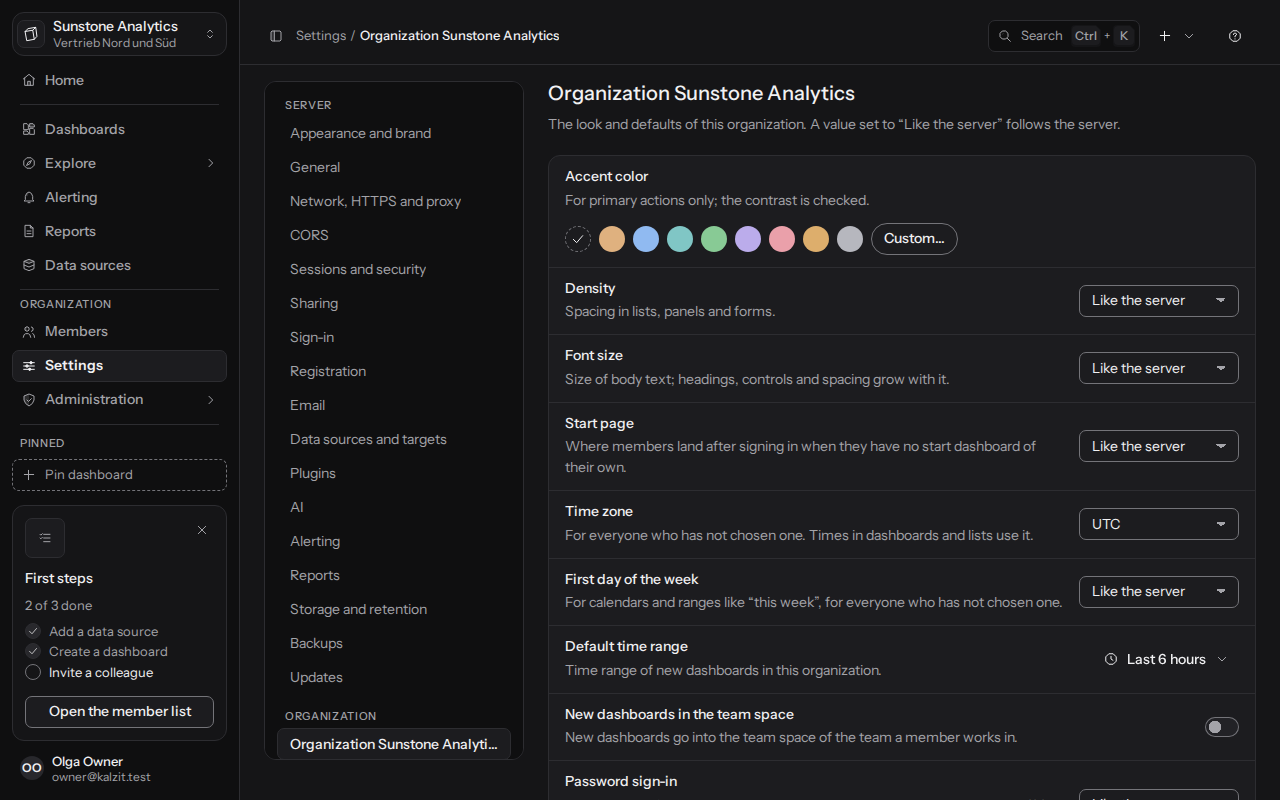 Sunstone Analytics
Vertrieb Nord und Süd
Home
Dashboards
Explore
Alerting
Reports
Data sources
ORGANIZATION
Members
Settings
Administration
PINNED
Pin dashboard
First steps
2 of 3 done
Add a data source
Create a dashboard
Invite a colleague
Open the member list
OO
Olga Owner
owner@kalzit.test
Settings / Organization Sunstone Analytics
Search Ctrl + K
SERVER
Appearance and brand
General
Network, HTTPS and proxy
CORS
Sessions and security
Sharing
Sign-in
Registration
Email
Data sources and targets
Plugins
AI
Alerting
Reports
Storage and retention
Backups
Updates
ORGANIZATION
Organization Sunstone Analyti...
Organization Sunstone Analytics
The look and defaults of this organization. A value set to “Like the server” follows the server.
Accent color
For primary actions only; the contrast is checked.
Custom...
Density
Spacing in lists, panels and forms.
Like the server
Font size
Size of body text; headings, controls and spacing grow with it.
Like the server
Start page
Where members land after signing in when they have no start dashboard of
their own.
Like the server
Time zone
For everyone who has not chosen one. Times in dashboards and lists use it.
UTC
First day of the week
For calendars and ranges like “this week”, for everyone who has not chosen one.
Like the server
Default time range
Time range of new dashboards in this organization.
Last 6 hours
New dashboards in the team space
New dashboards go into the team space of the team a member works in.
Password sign-in